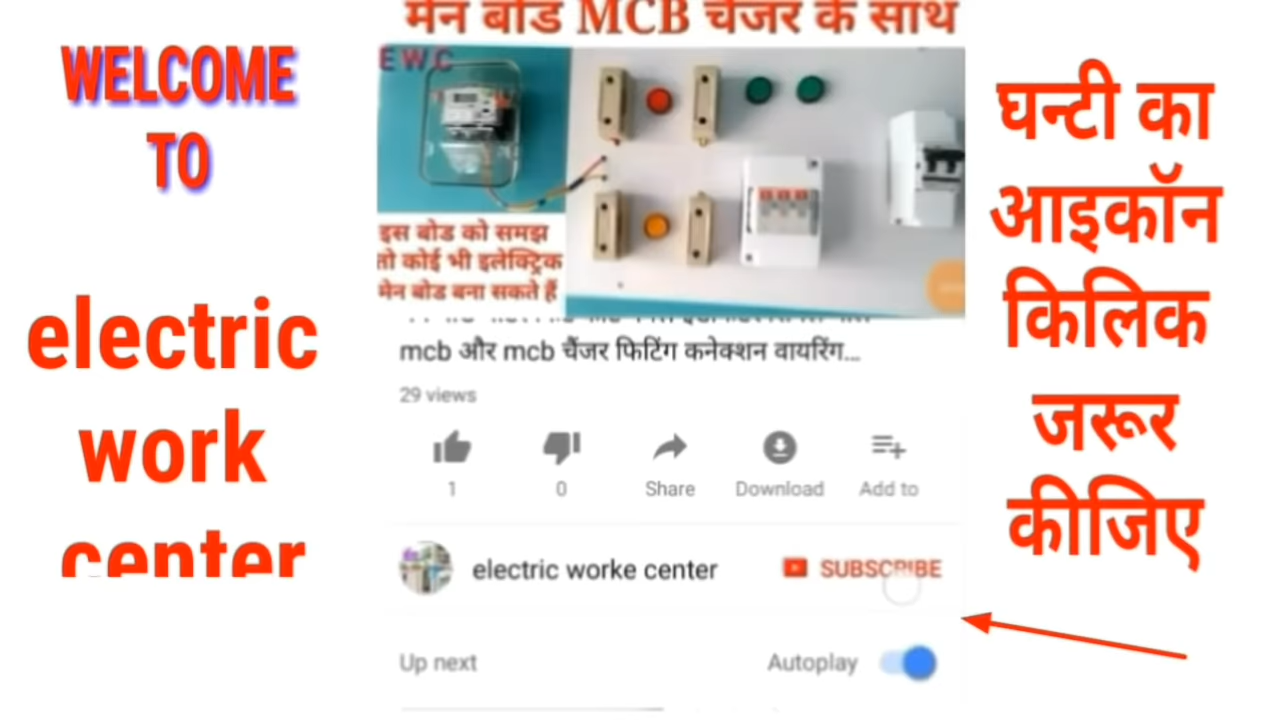 WELCOME
TO
electric
work
center
मेन बोर्ड MCB चेंजर के साथ
E W C
इस बोर्ड को समझ
तो कोई भी इलेक्ट्रिक
मेन बोर्ड बना सकते हैं
mcb और mcb चैंजर फिटिंग कनेक्शन वायरिंग...
29 views
1
0
Share
Download
Add to
electric worke center
SUBSCRIBE
Up next
Autoplay
घन्टी का
आइकॉन
किलिक
जरूर
कीजिए